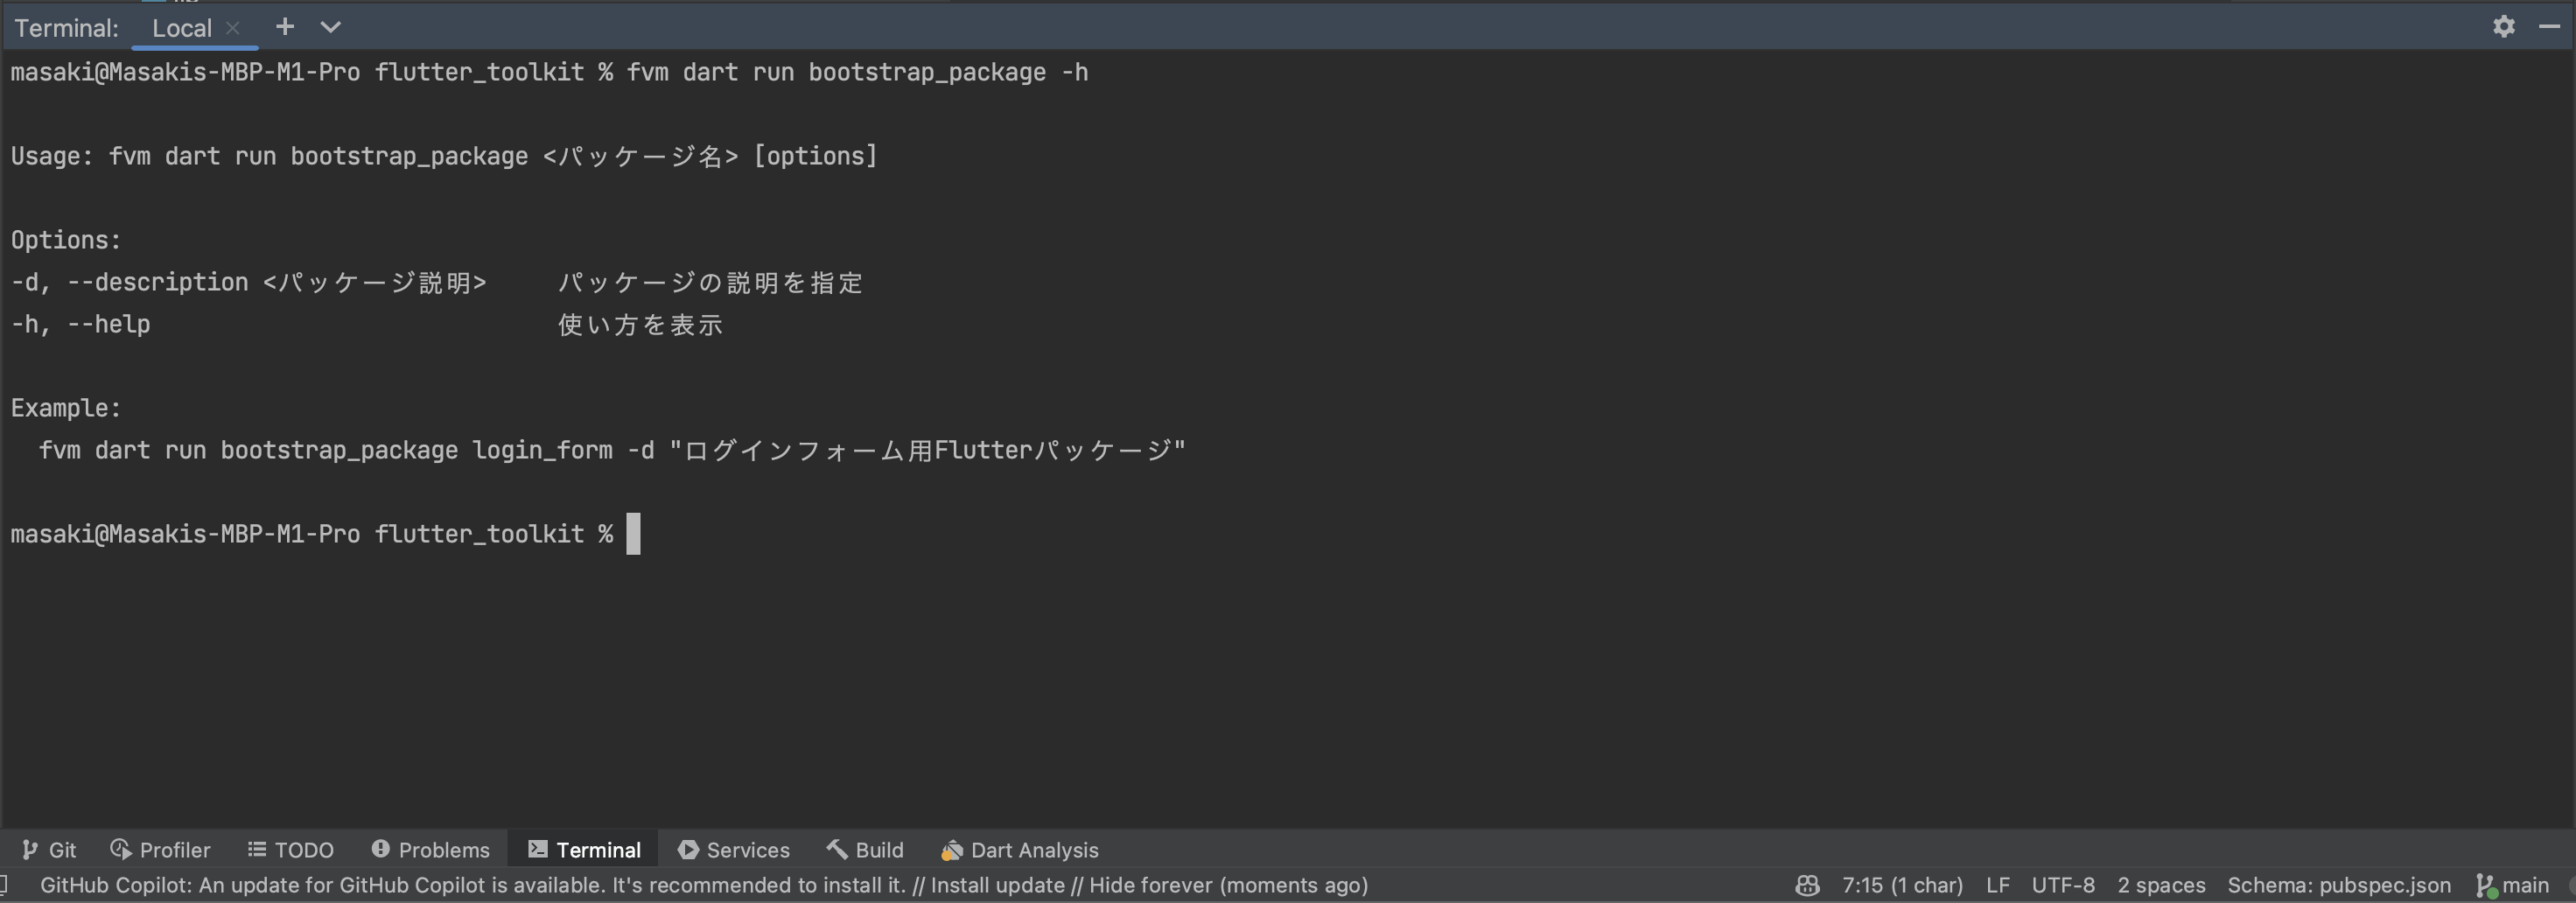 Terminal: Local
masaki@Masakis-MBP-M1-Pro flutter_toolkit % fvm dart run bootstrap_package -h
Usage: fvm dart run bootstrap_package <パッケージ名> [options]
Options:
-d, --description <パッケージ説明> パッケージの説明を指定
-h, --help 使い方を表示
Example:
fvm dart run bootstrap_package login_form -d "ログインフォーム用Flutterパッケージ"
masaki@Masakis-MBP-M1-Pro flutter_toolkit %
Git Profiler TODO Problems Terminal Services Build Dart Analysis
GitHub Copilot: An update for GitHub Copilot is available. It's recommended to install it. // Install update // Hide forever (moments ago) 7:15 (1 char) LF UTF-8 2 spaces Schema: pubspec.json main